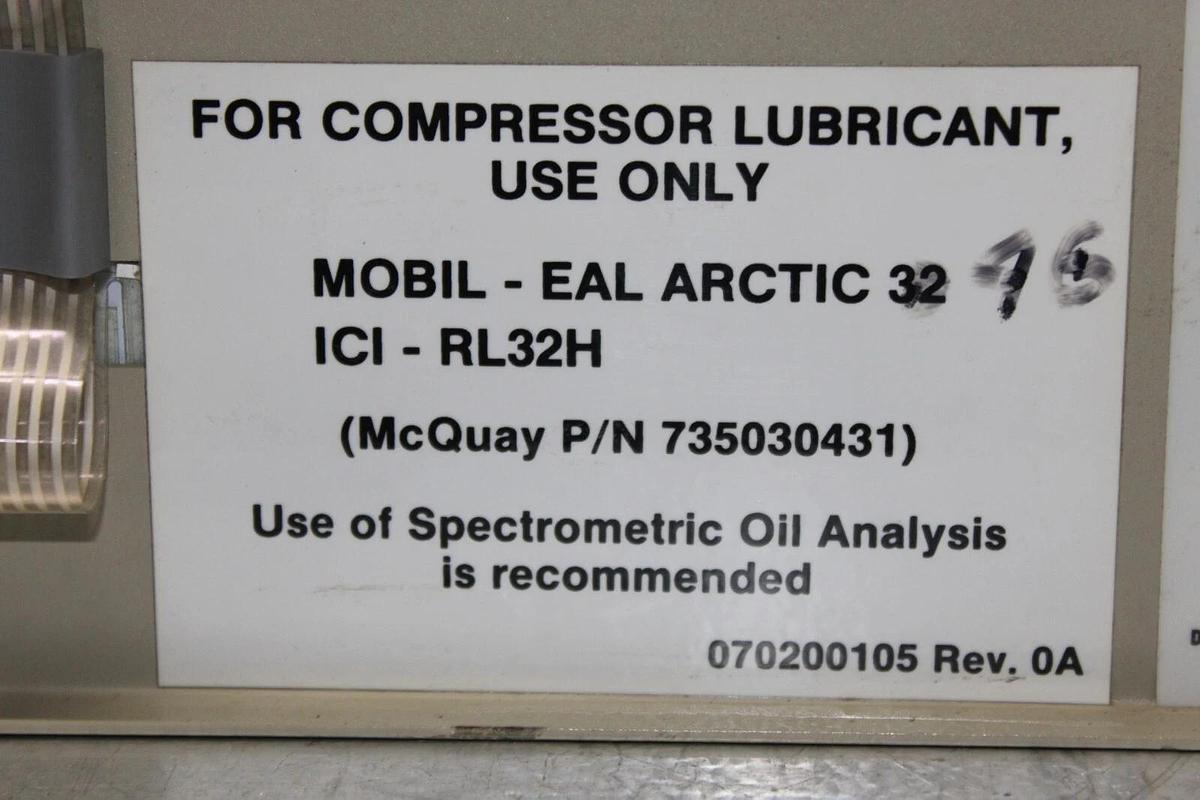 FOR COMPRESSOR LUBRICANT,
USE ONLY
MOBIL - EAL ARCTIC 32
ICI - RL32H
(McQuay P/N 735030431)
Use of Spectrometric Oil Analysis
is recommended
070200105 Rev. 0A